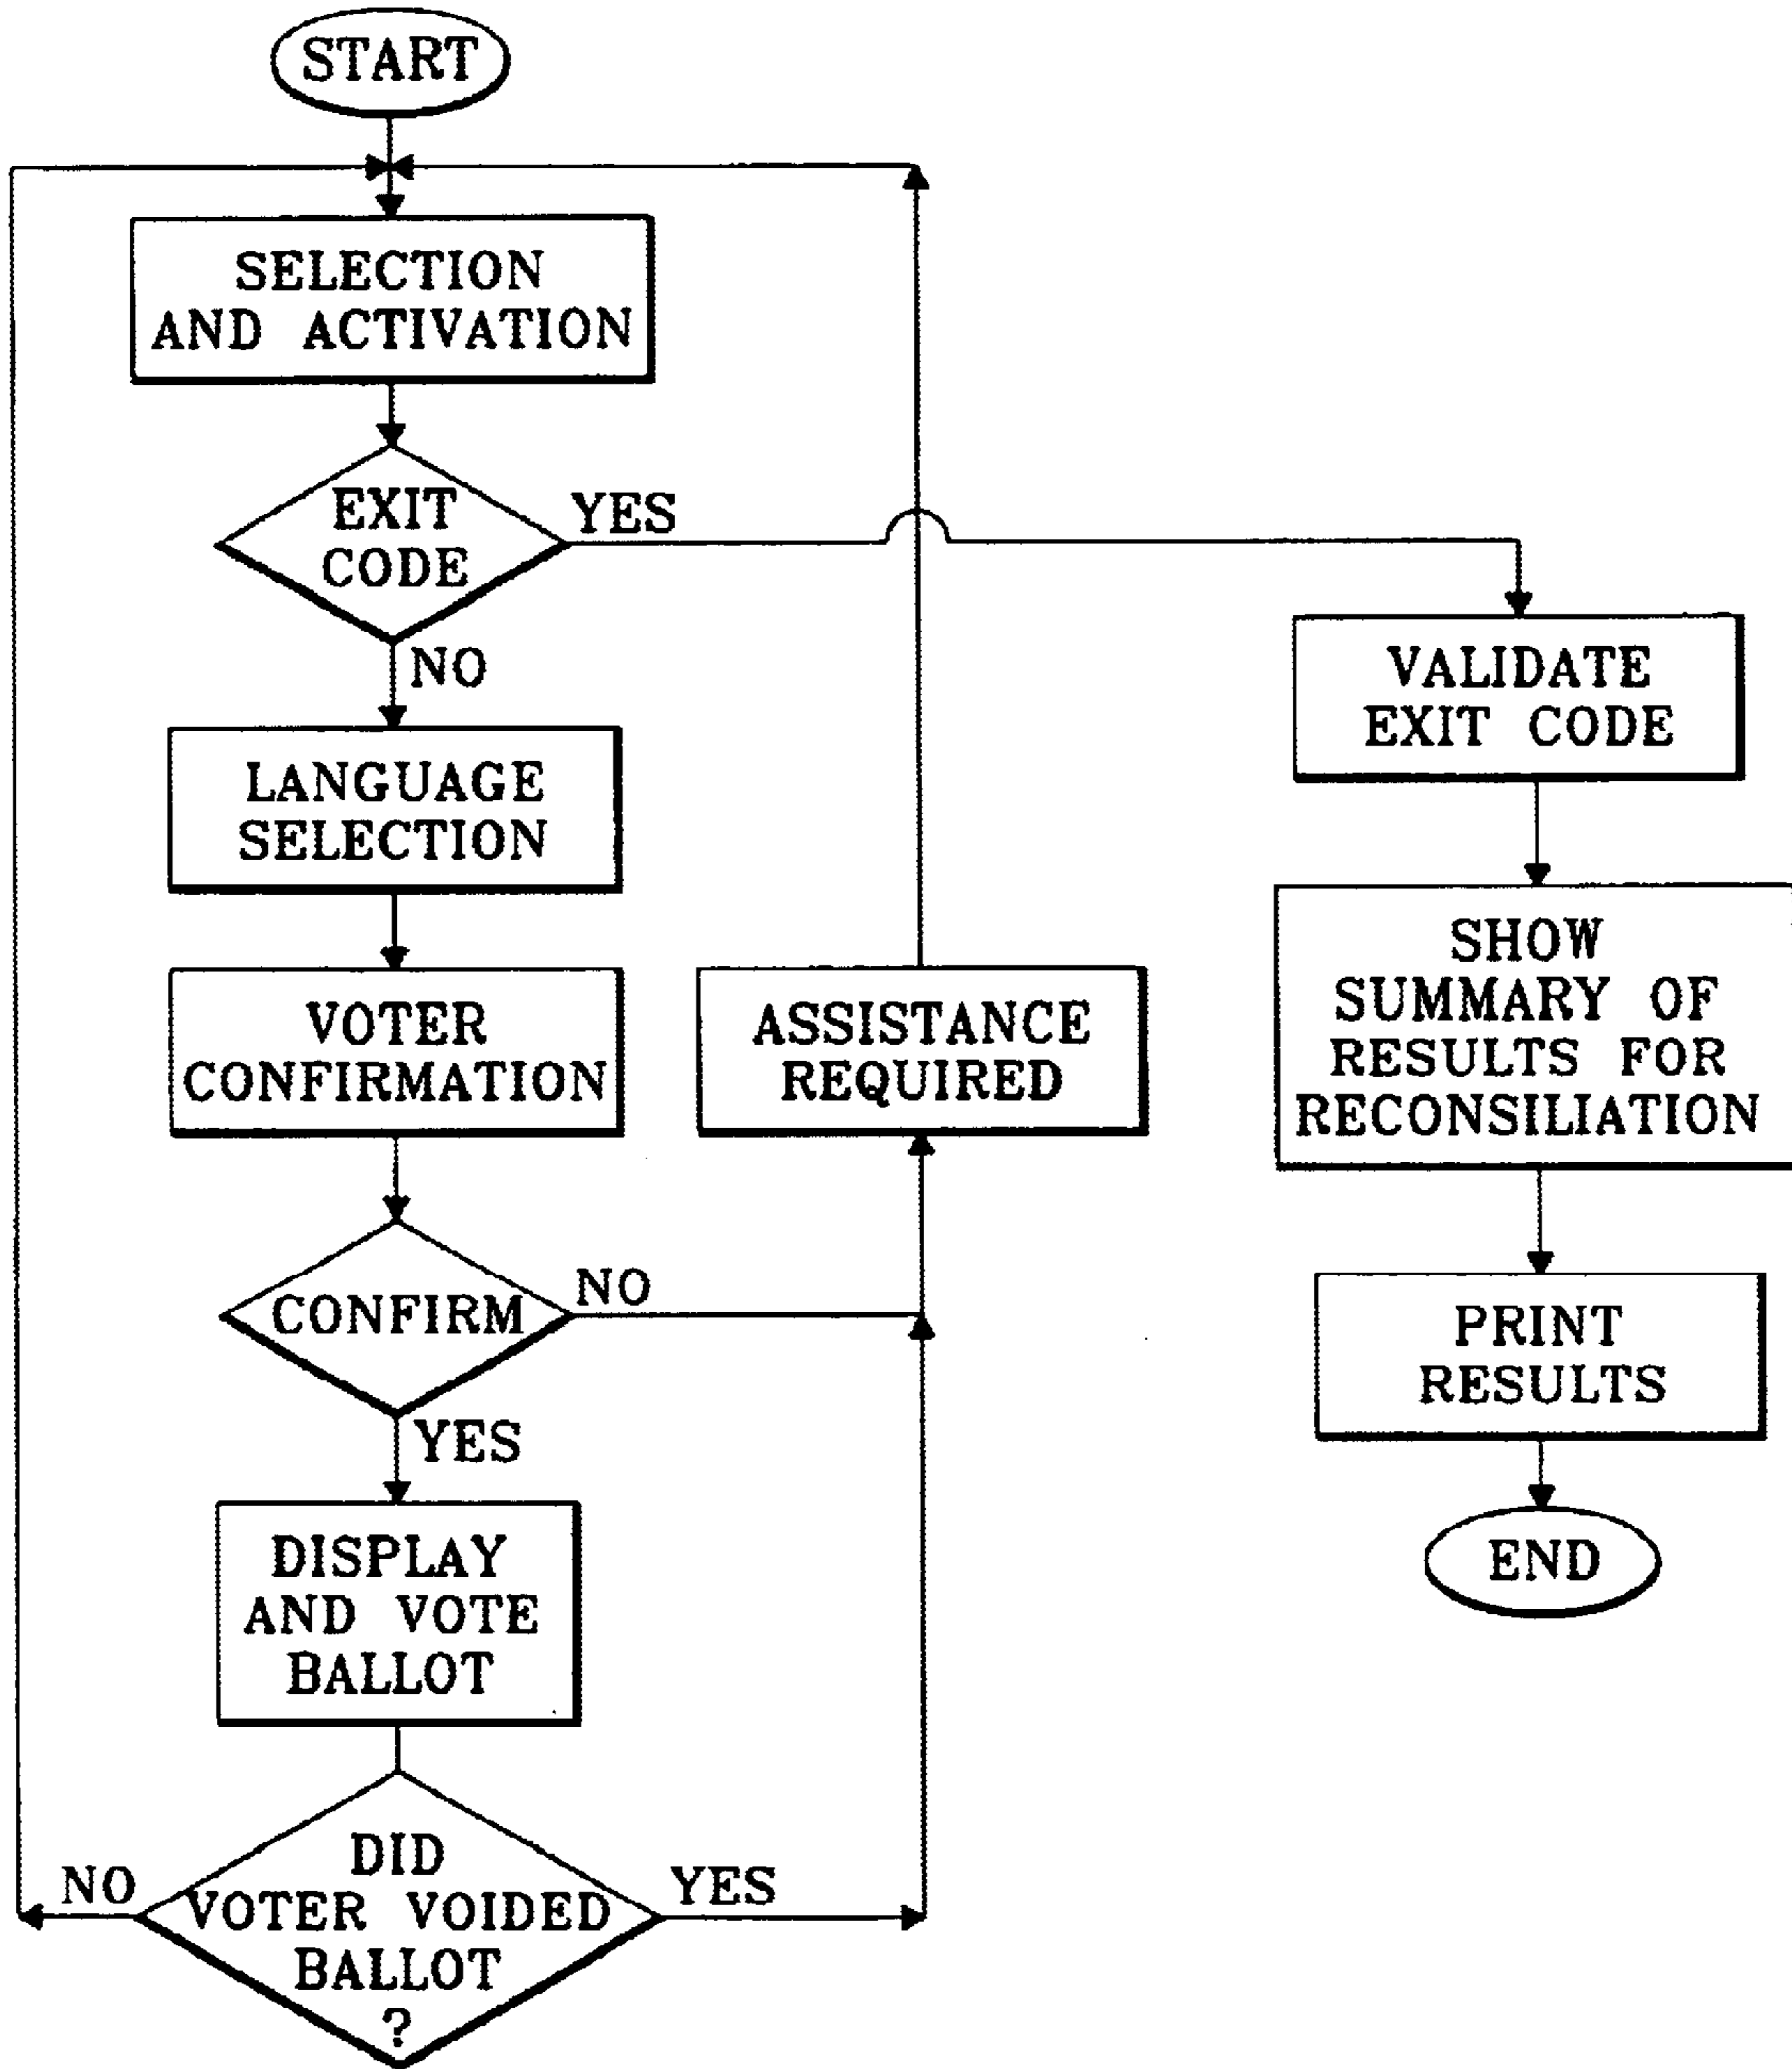 START
SELECTION
AND ACTIVATION
EXIT
CODE
YES
NO
LANGUAGE
SELECTION
VOTER
CONFIRMATION
CONFIRM
NO
YES
DISPLAY
AND VOTE
BALLOT
DID
VOTER VOIDED
BALLOT
?
NO
YES
ASSISTANCE
REQUIRED
VALIDATE
EXIT CODE
SHOW
SUMMARY OF
RESULTS FOR
RECONSILIATION
PRINT
RESULTS
END